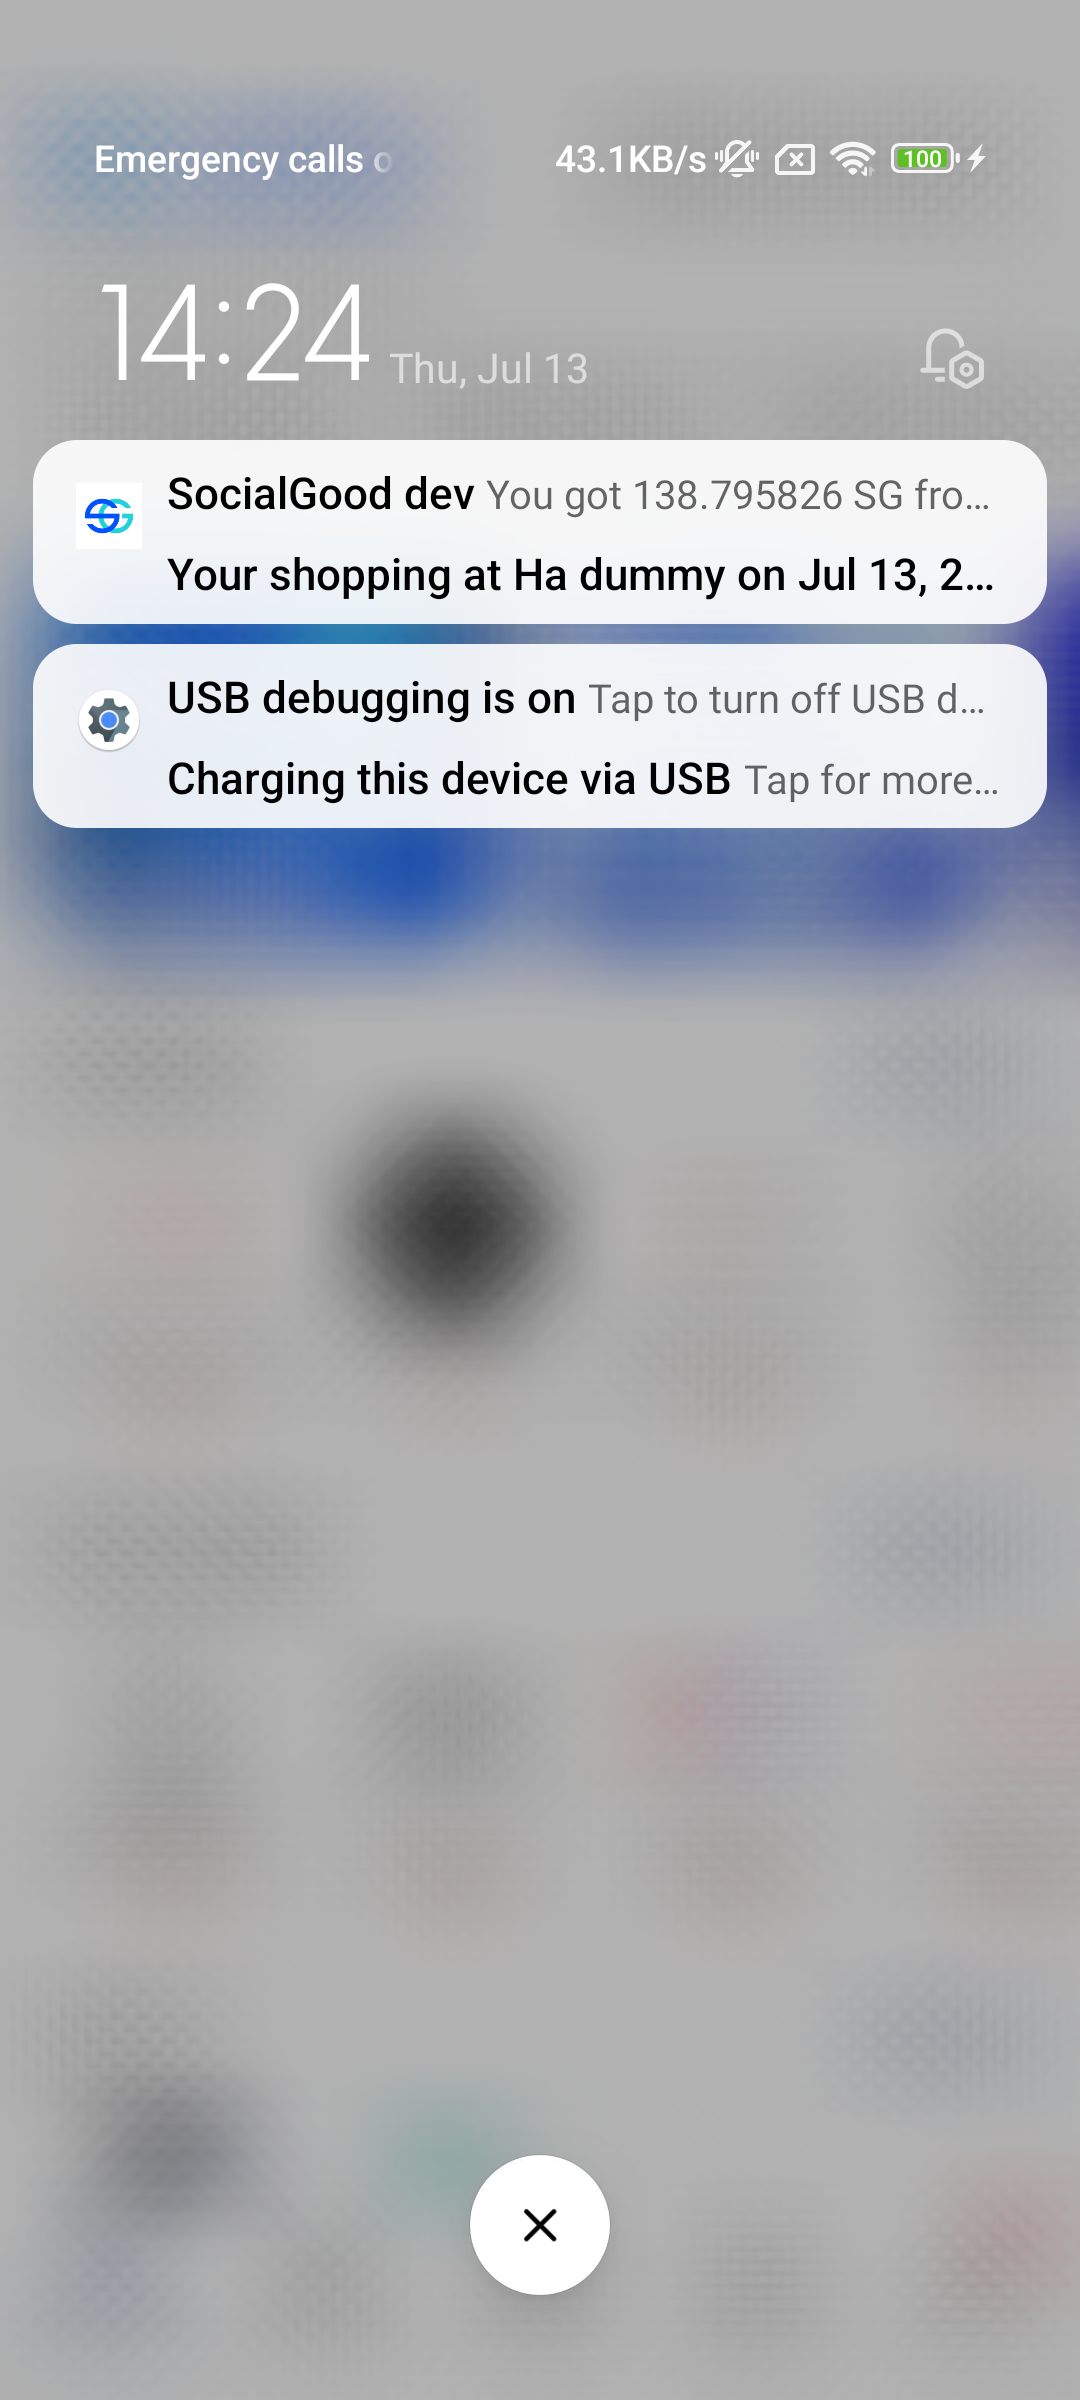 Emergency calls
43.1KB/s
100
14:24 Thu, Jul 13
SocialGood dev You got 138.795826 SG fro...
Your shopping at Ha dummy on Jul 13, 2...
USB debugging is on Tap to turn off USB d...
Charging this device via USB Tap for more...